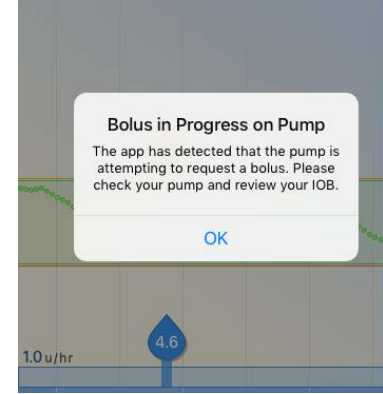 Bolus in Progress on Pump
The app has detected that the pump is
attempting to request a bolus. Please
check your pump and review your IOB.
OK
4.6
1.0 u/hr